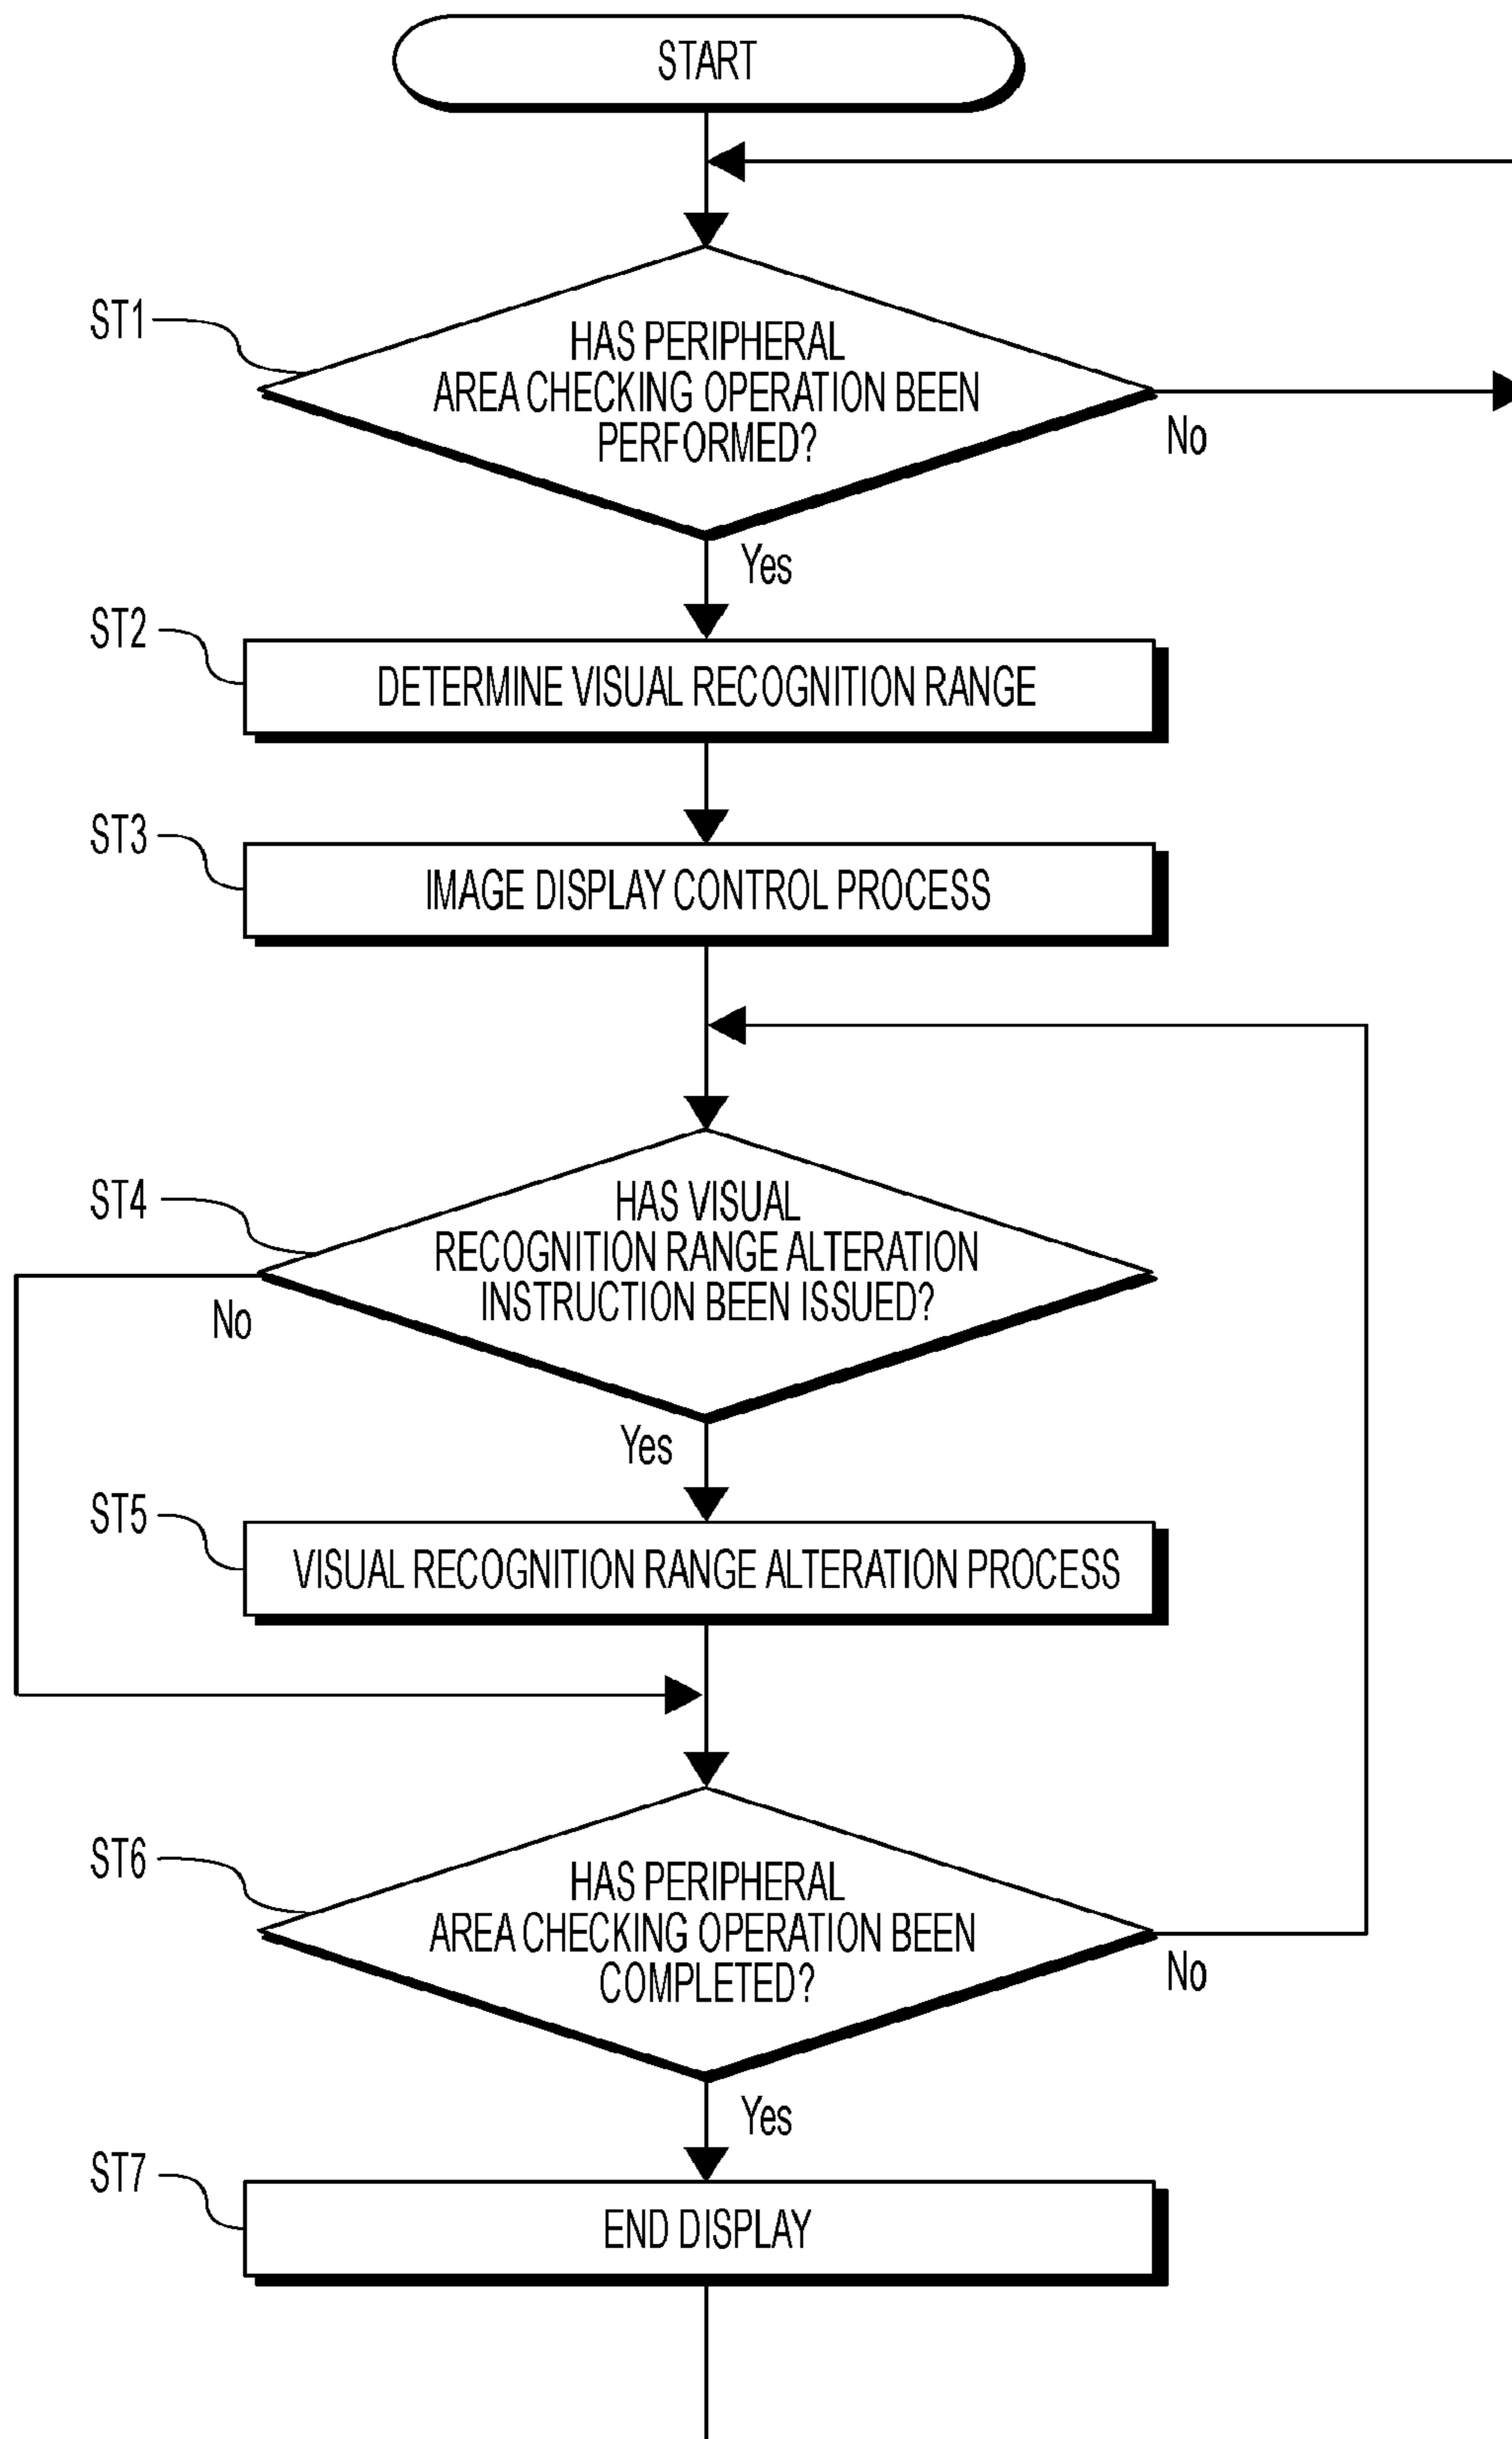 START
ST1
HAS PERIPHERAL
AREA CHECKING OPERATION BEEN
PERFORMED?
No
Yes
ST2
DETERMINE VISUAL RECOGNITION RANGE
ST3
IMAGE DISPLAY CONTROL PROCESS
ST4
HAS VISUAL
RECOGNITION RANGE ALTERATION
INSTRUCTION BEEN ISSUED?
No
Yes
ST5
VISUAL RECOGNITION RANGE ALTERATION PROCESS
ST6
HAS PERIPHERAL
AREA CHECKING OPERATION BEEN
COMPLETED?
No
Yes
ST7
END DISPLAY